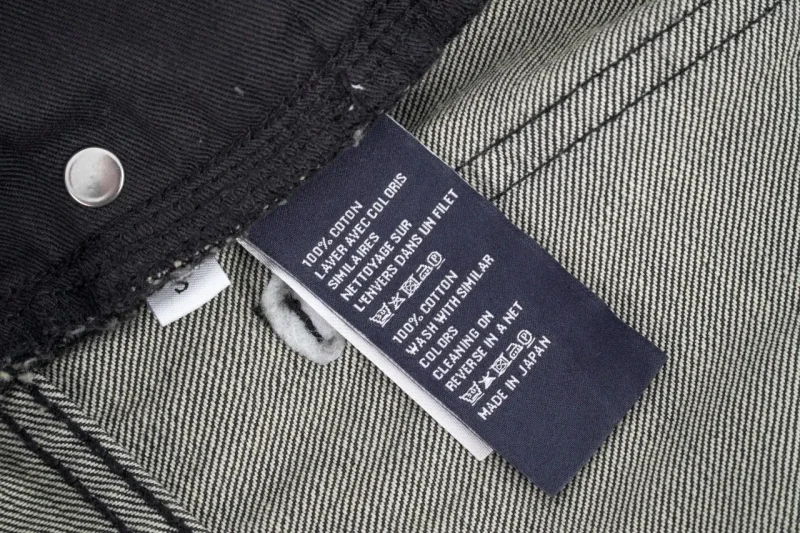 100% COTON
LAVER AVEC COLORIS
SIMILAIRES
NETTOYAGE SUR
L'ENVERS DANS UN FILET
100% COTTON
WASH WITH SIMILAR
COLORS
CLEANING ON
REVERSE IN A NET
MADE IN JAPAN
S